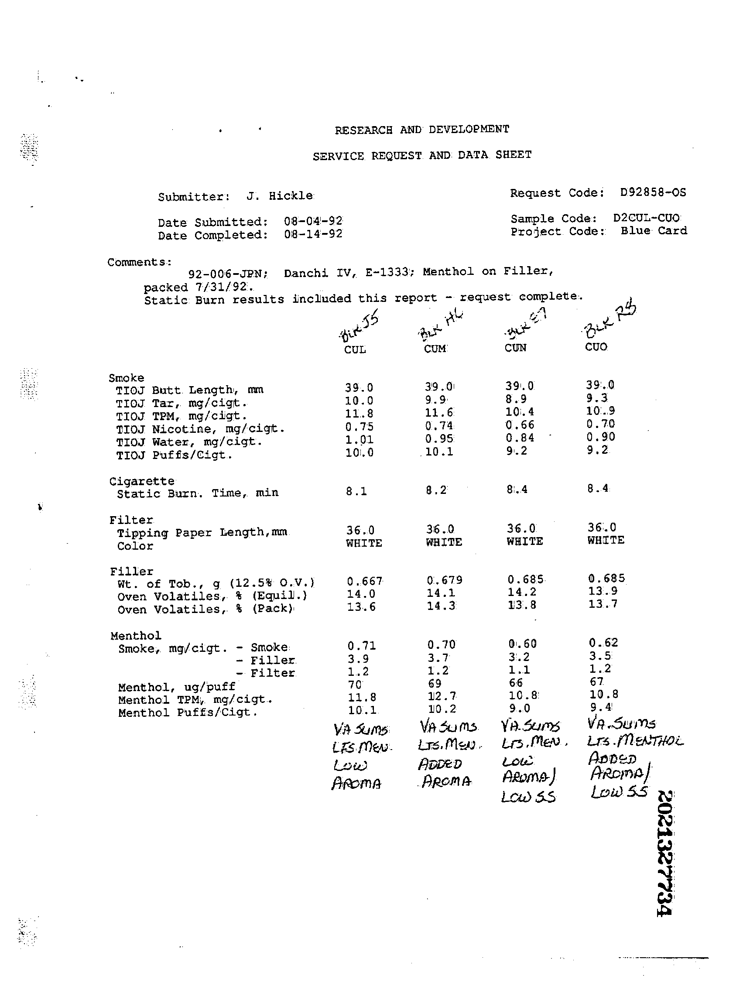 RESEARCH AND DEVELOPMENT
SERVICE REQUEST AND DATA SHEET
Submitter: J. Hickle Request Code: D92858-OS
Date Submitted: 08-04-92 Sample Code: D2CUL-CUO
Date Completed: 08-14-92 Project Code: Blue Card
Comments:
92-006-JPN; Danchi IV, E-1333; Menthol on Filler,
packed 7/31/92.
Static Burn results included this report - request complete.
BLK JS BLK HL BLK E7 BLK RB
CUL CUM CUN CUO
Smoke
TIOJ Butt Length, mm 39.0 39.0 39.0 39.0
TIOJ Tar, mg/cigt. 10.0 9.9 8.9 9.3
TIOJ TPM, mg/cigt. 11.8 11.6 10.4 10.9
TIOJ Nicotine, mg/cigt. 0.75 0.74 0.66 0.70
TIOJ Water, mg/cigt. 1.01 0.95 0.84 0.90
TIOJ Puffs/Cigt. 10.0 10.1 9.2 9.2
Cigarette
Static Burn. Time, min 8.1 8.2 8.4 8.4
Filter
Tipping Paper Length,mm 36.0 36.0 36.0 36.0
Color WHITE WHITE WHITE WHITE
Filler
Wt. of Tob., g (12.5% O.V.) 0.667 0.679 0.685 0.685
Oven Volatiles, % (Equil.) 14.0 14.1 14.2 13.9
Oven Volatiles, % (Pack) 13.6 14.3 13.8 13.7
Menthol
Smoke, mg/cigt. - Smoke 0.71 0.70 0.60 0.62
- Filler 3.9 3.7 3.2 3.5
- Filter 1.2 1.2 1.1 1.2
Menthol, ug/puff 70 69 66 67
Menthol TPM, mg/cigt. 11.8 12.7 10.8 10.8
Menthol Puffs/Cigt. 10.1 10.2 9.0 9.4
VA SUMS VA SUMS VA SUMS VA.SUMS
LTS MEN. LTS.MEN. LTS.MEN. LTS.MENTHOL
LOW ADDED LOW ADDED
AROMA AROMA AROMA/ AROMA/
LOW SS LOW SS
2021327734